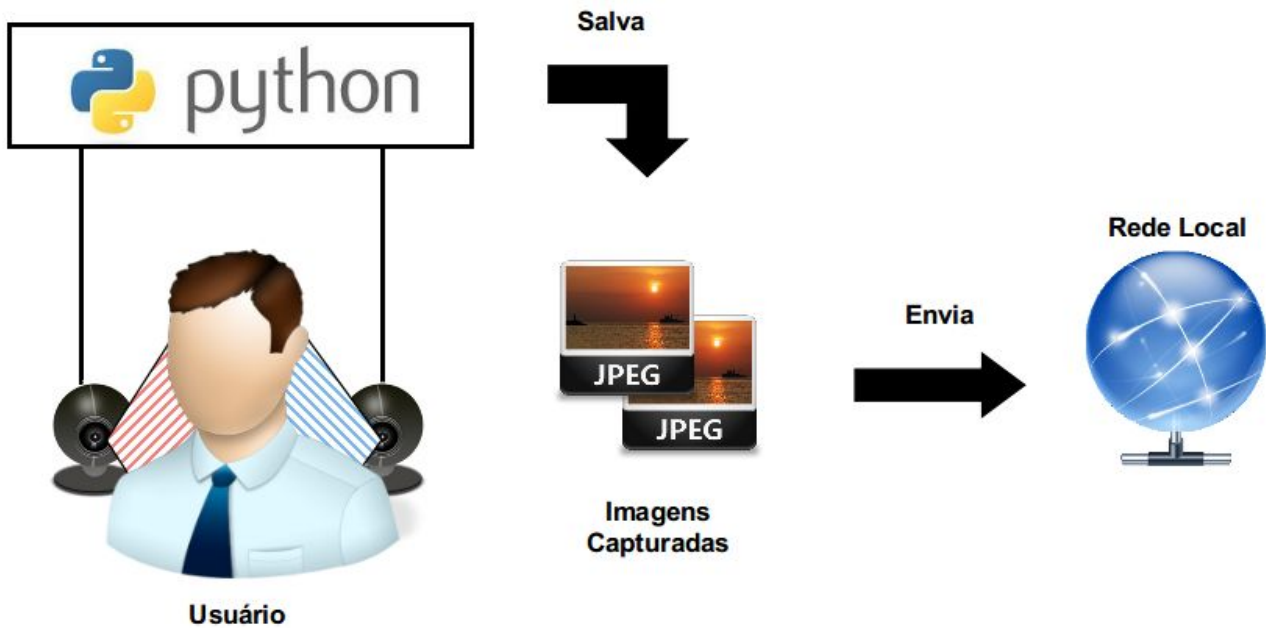 Salva
python
Rede Local
Envia
JPEG
JPEG
Imagens
Capturadas
Usuário